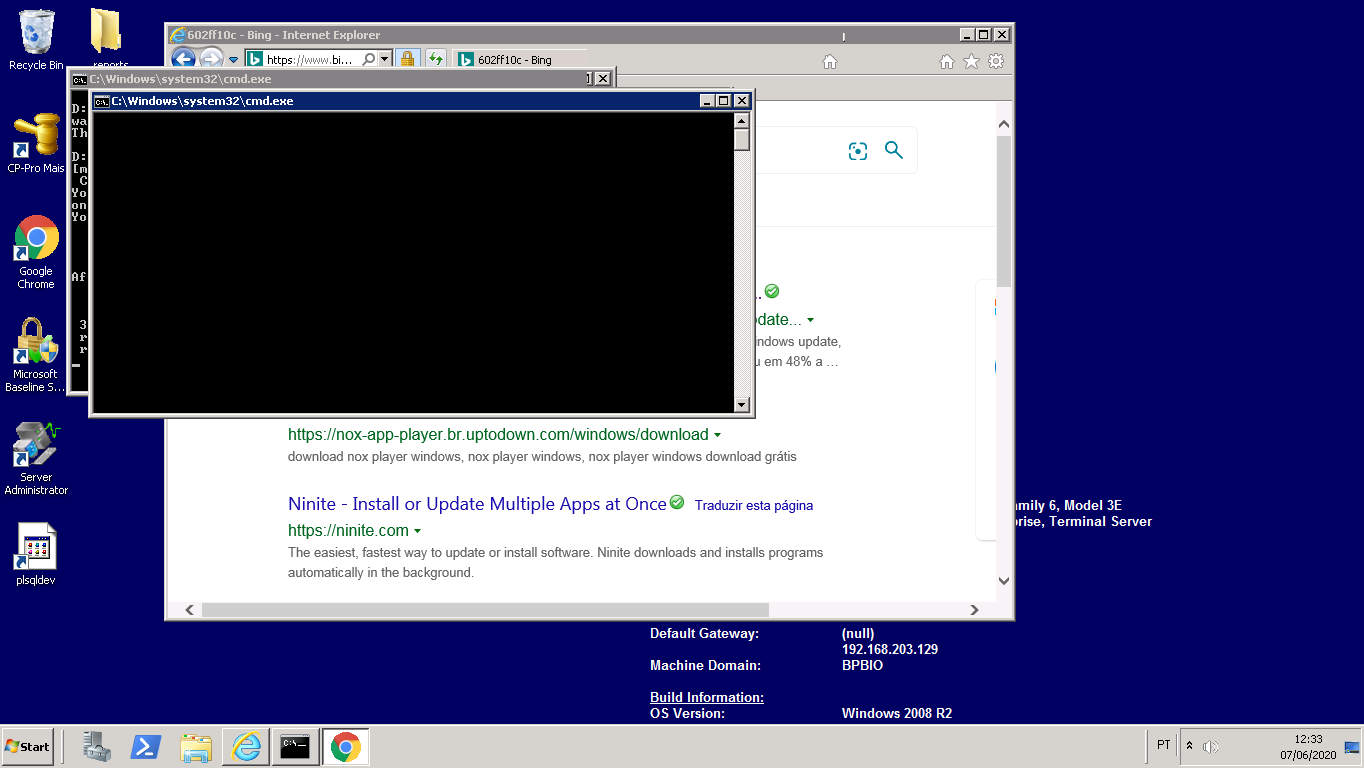 Recycle Bin
reports
CP-Pro Mais
Google
Chrome
Microsoft
Baseline S...
Server
Administrator
plsqldev
602ff10c - Bing - Internet Explorer
https://www.bi...
602ff10c - Bing
C:\Windows\system32\cmd.exe
D:
wa
Th
D:
Im
C
Yo
on
Yo
Af
3
r
r
C:\Windows\system32\cmd.exe
date...
ndows update,
u em 48% a ...
https://nox-app-player.br.uptodown.com/windows/download
download nox player windows, nox player windows, nox player windows download grátis
Ninite - Install or Update Multiple Apps at Once Traduzir esta página
https://ninite.com
The easiest, fastest way to update or install software. Ninite downloads and installs programs
automatically in the background.
amily 6, Model 3E
prise, Terminal Server
Default Gateway: (null)
192.168.203.129
Machine Domain: BPBIO
Build Information:
OS Version: Windows 2008 R2
Start
PT
12:33
07/06/2020